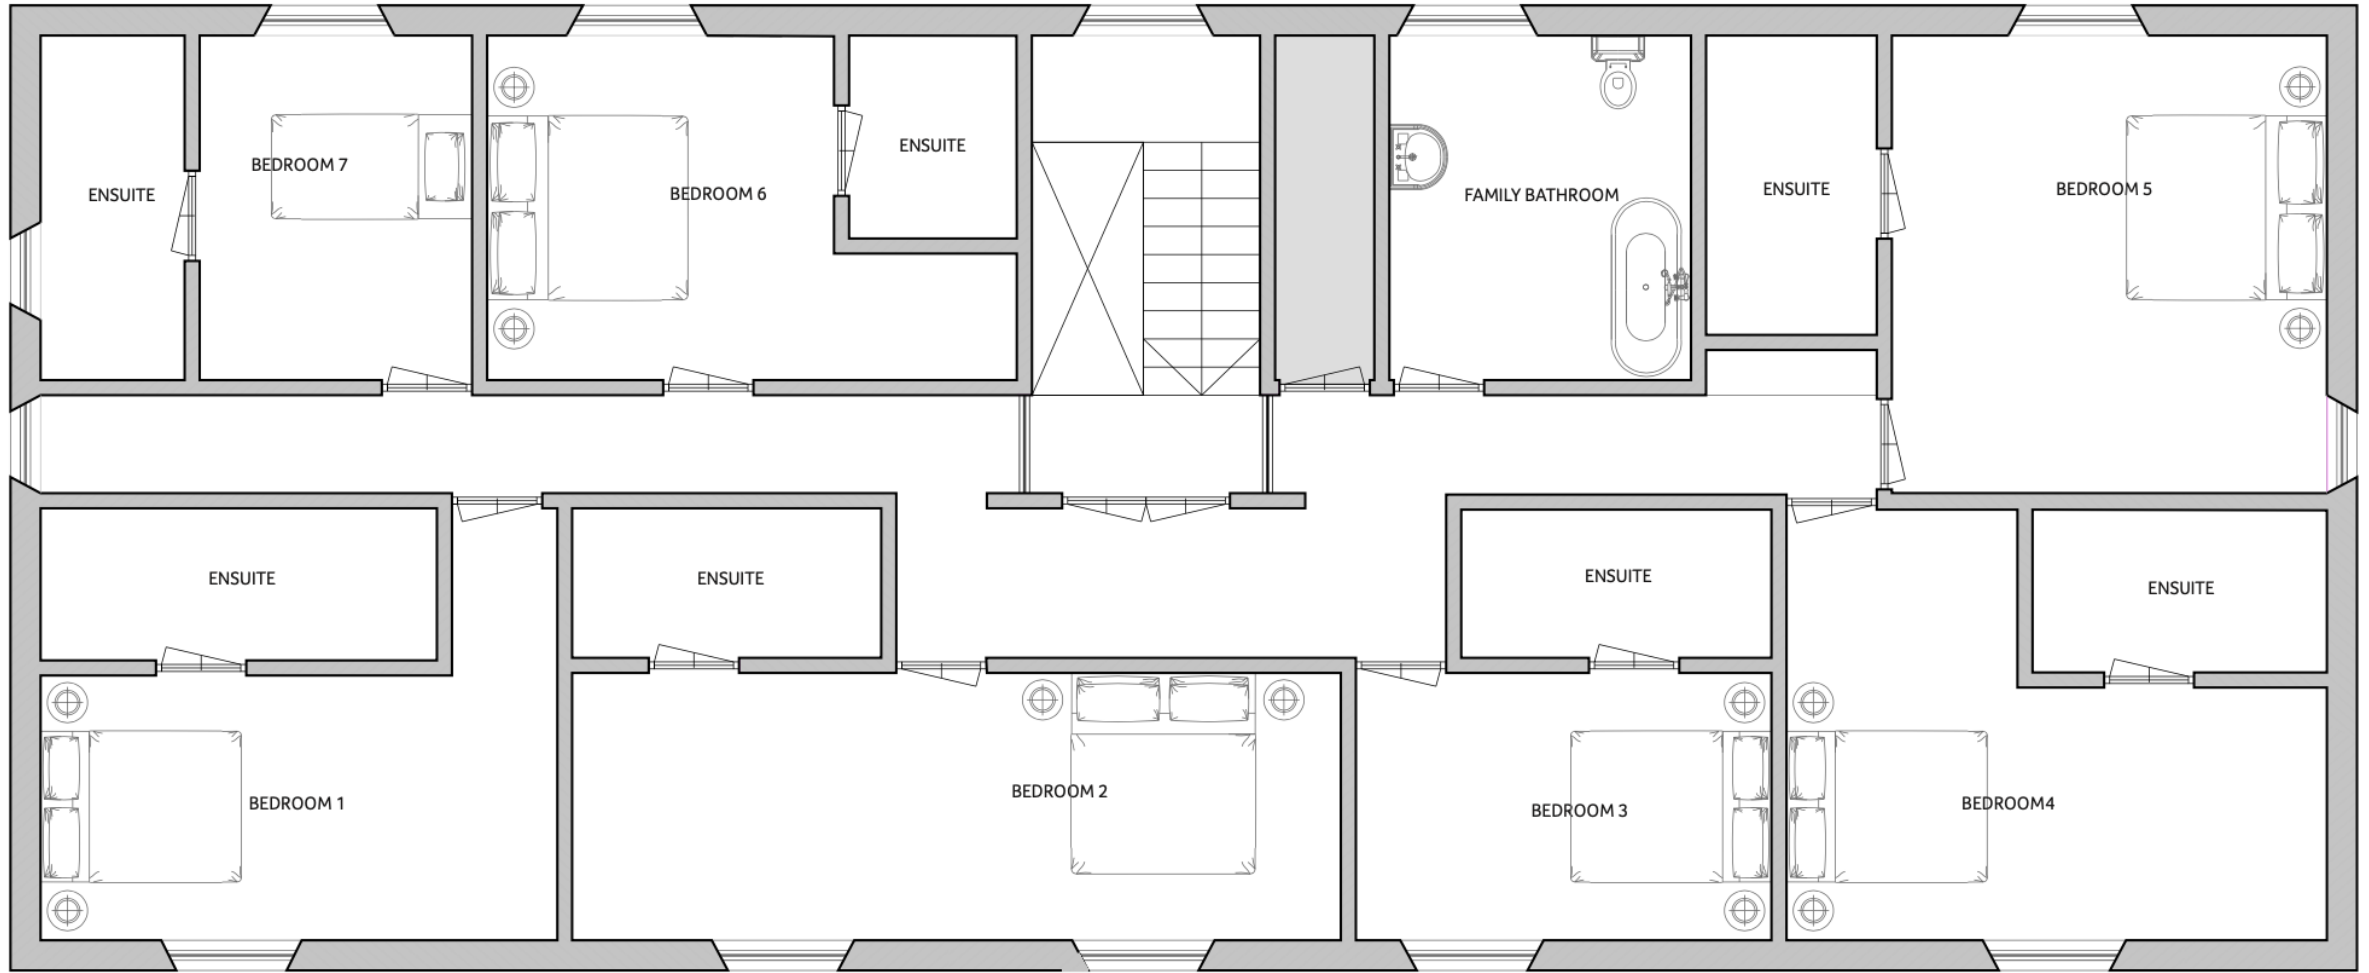 ENSUITE
BEDROOM 7
BEDROOM 6
ENSUITE
FAMILY BATHROOM
ENSUITE
BEDROOM 5
ENSUITE
ENSUITE
ENSUITE
ENSUITE
BEDROOM 1
BEDROOM 2
BEDROOM 3
BEDROOM4